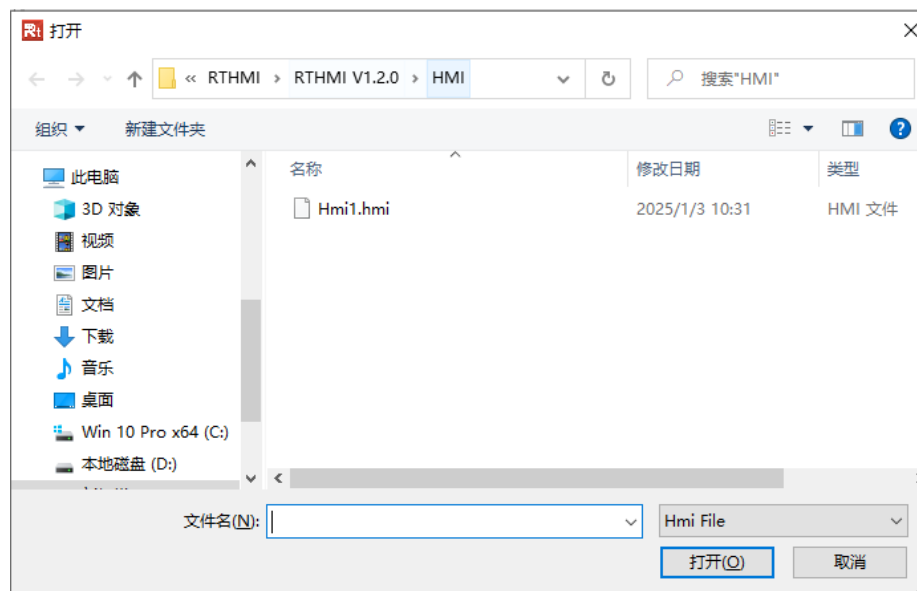 Rt 打开
« RTHMI › RTHMI V1.2.0 › HMI
搜索"HMI"
组织 新建文件夹
名称 修改日期 类型
此电脑
Hmi1.hmi 2025/1/3 10:31 HMI 文件
3D 对象
视频
图片
文档
下载
音乐
桌面
Win 10 Pro x64 (C:)
本地磁盘 (D:)
文件名(N):
Hmi File
打开(O) 取消